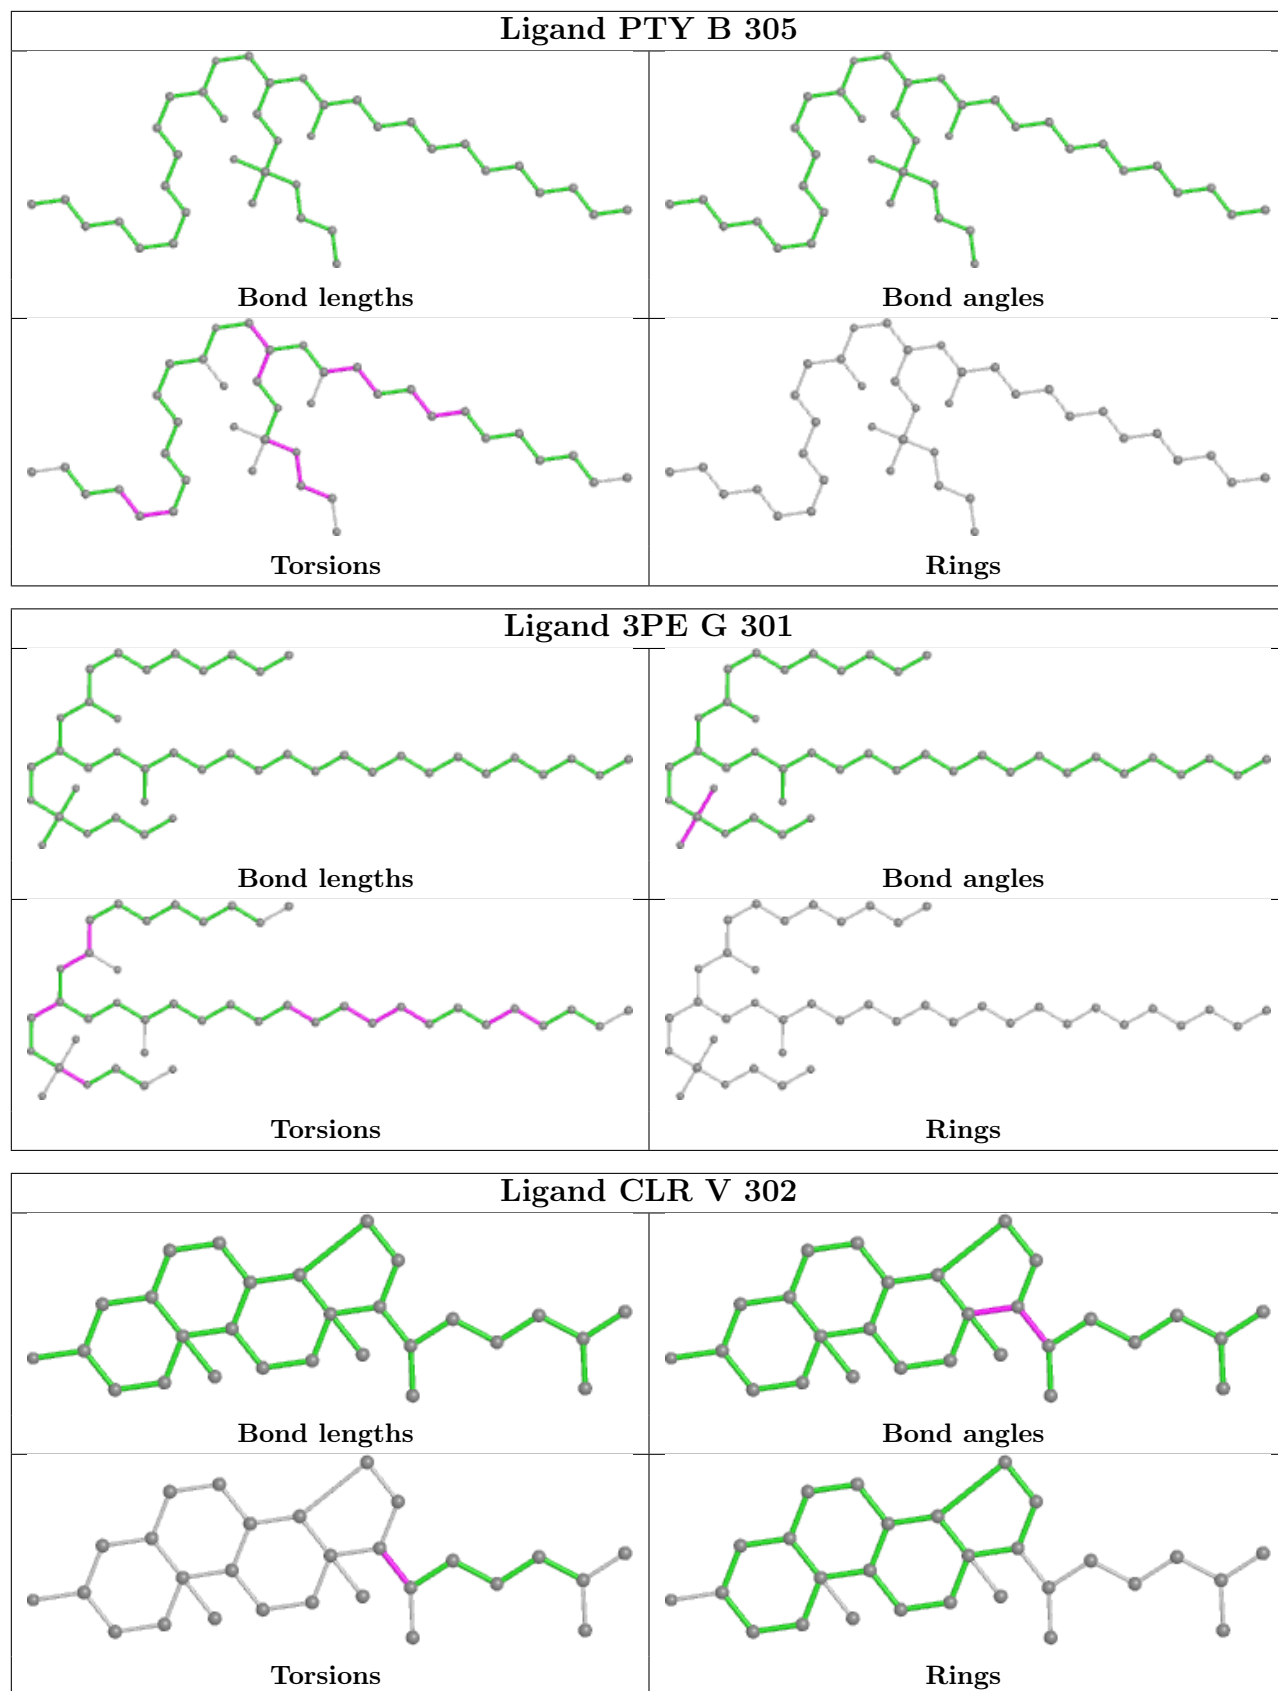 Ligand PTY B 305
Bond lengths
Bond angles
Torsions
Rings
Ligand 3PE G 301
Bond lengths
Bond angles
Torsions
Rings
Ligand CLR V 302
Bond lengths
Bond angles
Torsions
Rings